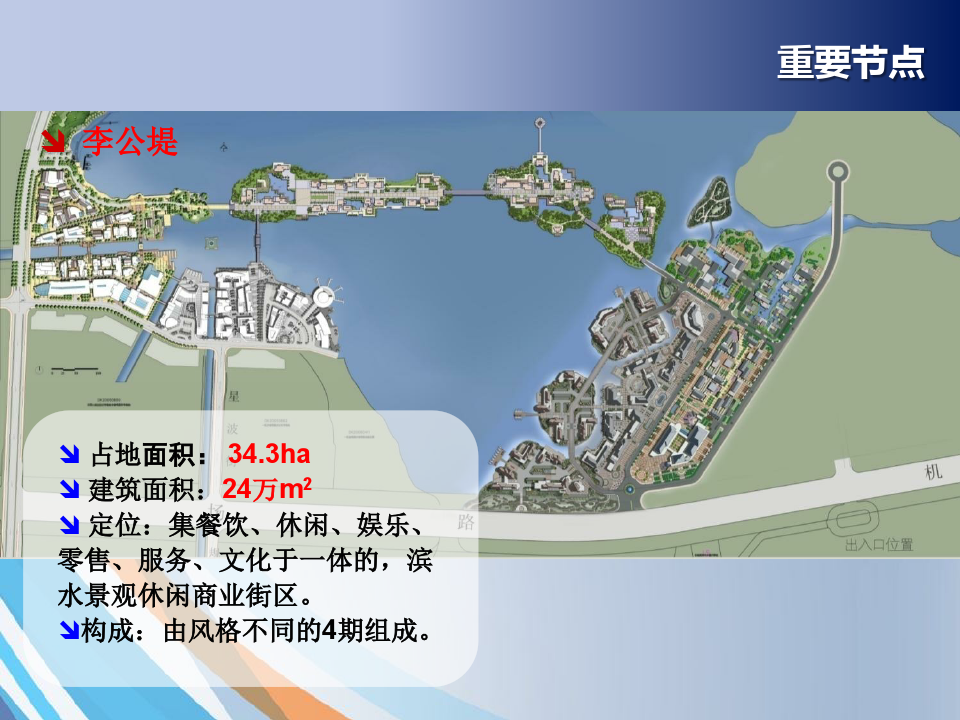 重要节点
李公堤
占地面积：34.3ha
建筑面积：24万m²
定位：集餐饮、休闲、娱乐、
零售、服务、文化于一体的，滨
水景观休闲商业街区。
构成：由风格不同的4期组成。
星
波
机
场
路
出入口位置